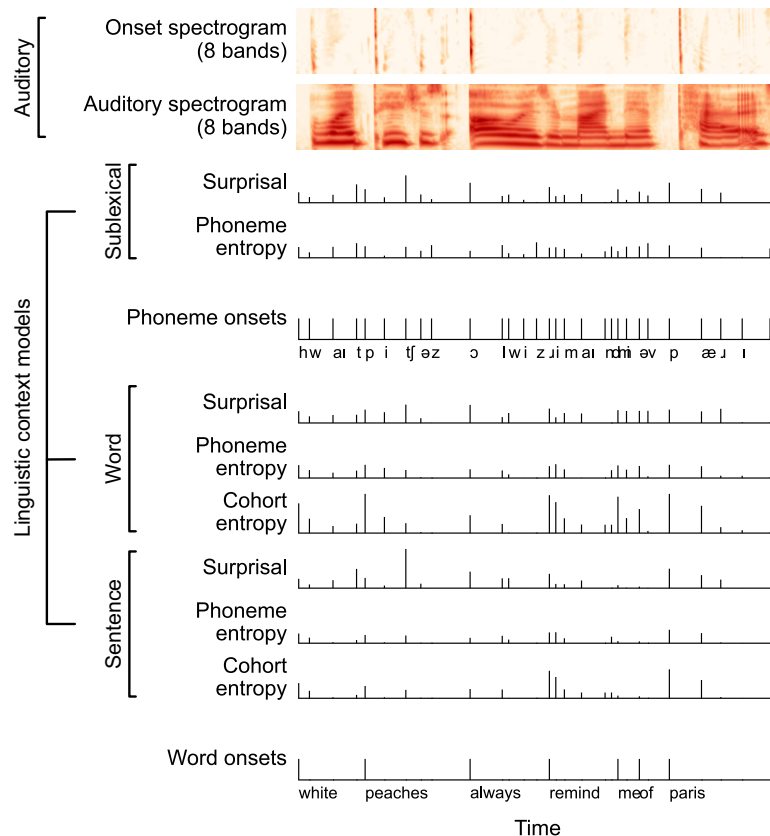 Auditory
Onset spectrogram
(8 bands)
Auditory spectrogram
(8 bands)
Linguistic context models
Sublexical
Surprisal
Phoneme
entropy
Phoneme onsets
h w aɪ t p i tʃ ə z ɔ l w i z ɹ i m aɪ n d m i ə v p æ ɹ ɪ
Word
Surprisal
Phoneme
entropy
Cohort
entropy
Sentence
Surprisal
Phoneme
entropy
Cohort
entropy
Word onsets
white peaches always remind me of paris
Time